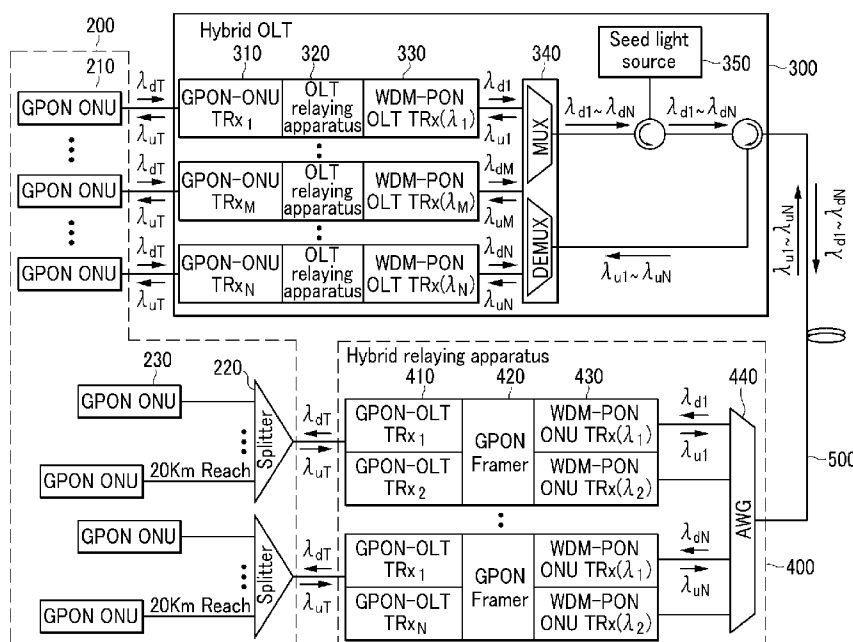 200
210
GPON ONU
GPON ONU
GPON ONU
λdT
λuT
λdT
λuT
λdT
λuT
Hybrid OLT
310
320
330
340
Seed light
source
350
300
GPON-ONU
TRx1
OLT
relaying
apparatus
WDM-PON
OLT TRx(λ1)
GPON-ONU
TRxM
OLT
relaying
apparatus
WDM-PON
OLT TRx(λM)
GPON-ONU
TRxN
OLT
relaying
apparatus
WDM-PON
OLT TRx(λN)
λd1
λu1
λdM
λuM
λdN
λuN
MUX
DEMUX
λd1~λdN
λd1~λdN
λu1~λuN
λu1~λuN
λd1~λdN
230
220
GPON ONU
GPON ONU
20Km Reach
Splitter
λdT
λuT
GPON ONU
GPON ONU
20Km Reach
Splitter
λdT
λuT
Hybrid relaying apparatus
410
420
430
440
GPON-OLT
TRx1
GPON-OLT
TRx2
GPON
Framer
WDM-PON
ONU TRx(λ1)
WDM-PON
ONU TRx(λ2)
λd1
λu1
GPON-OLT
TRx1
GPON-OLT
TRxN
GPON
Framer
WDM-PON
ONU TRx(λ1)
WDM-PON
ONU TRx(λ2)
λdN
λuN
AWG
500
400